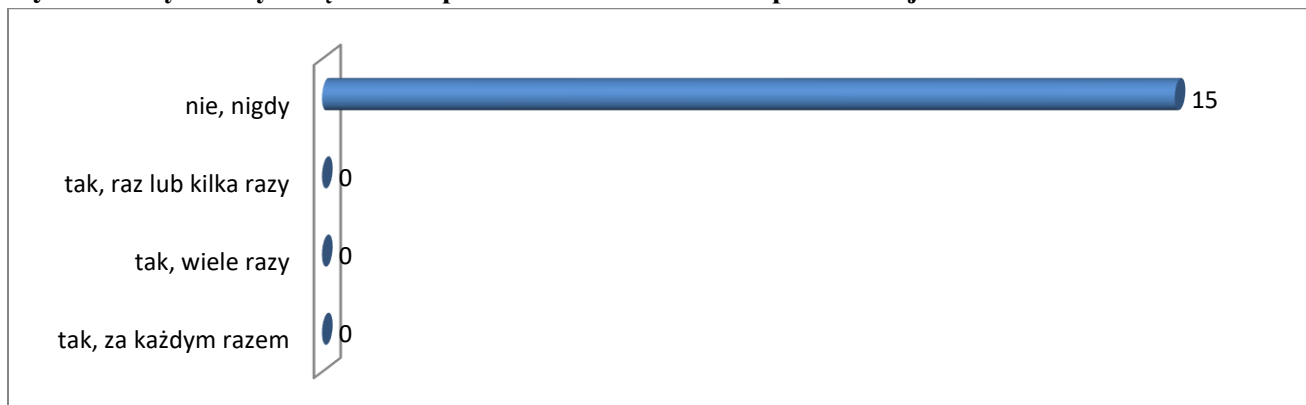 nie, nigdy 15
tak, raz lub kilka razy 0
tak, wiele razy 0
tak, za każdym razem 0